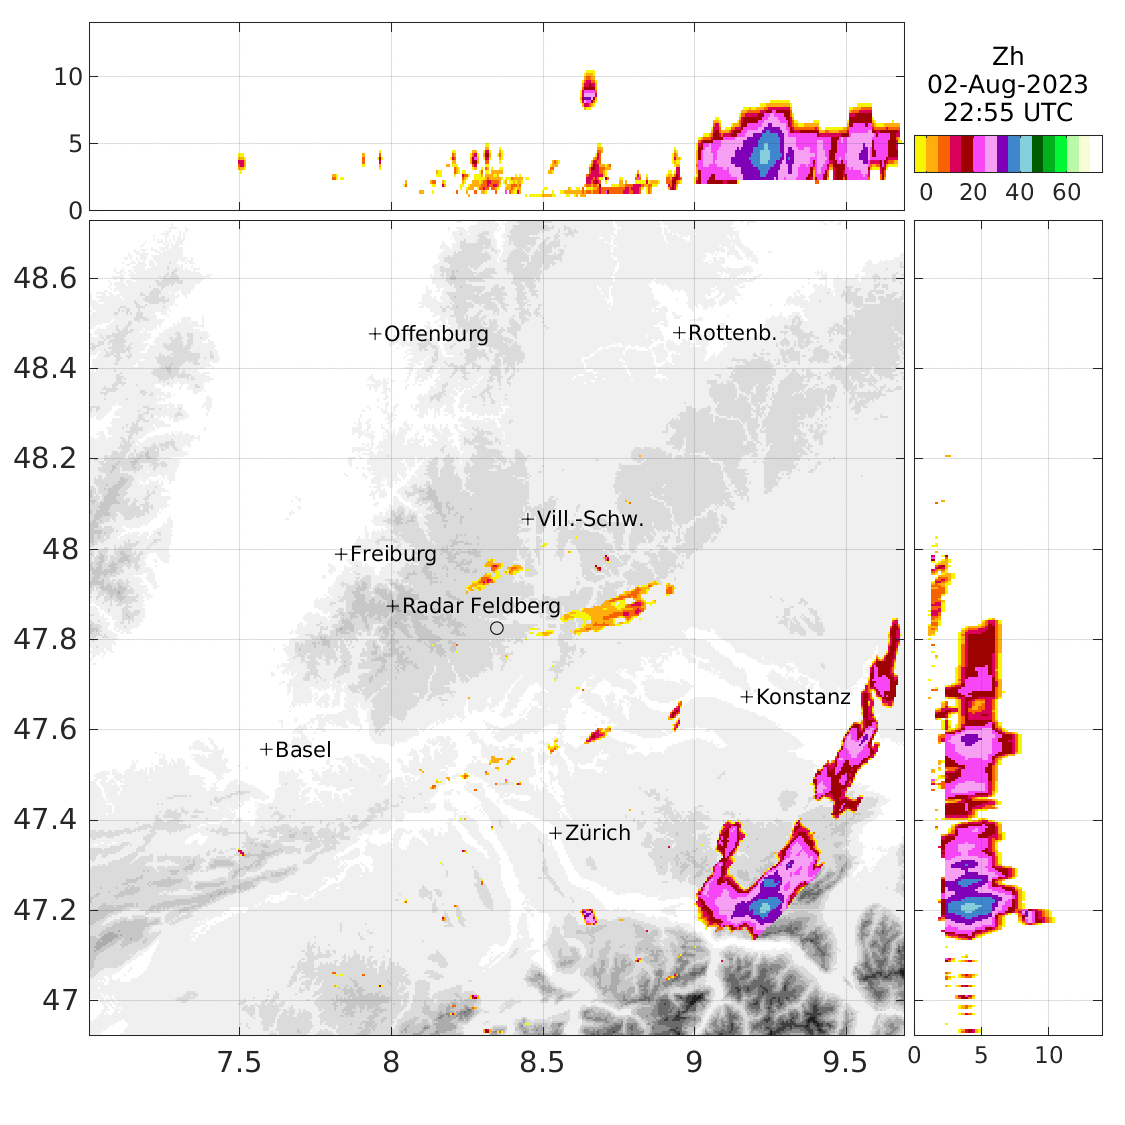 10
5
0
Zh
02-Aug-2023
22:55 UTC
0 20 40 60
48.6
48.4
48.2
48
47.8
47.6
47.4
47.2
47
+Offenburg
+Rottenb.
+Vill.-Schw.
+Freiburg
+Radar Feldberg
+Konstanz
+Basel
+Zürich
7.5 8 8.5 9 9.5
0 5 10